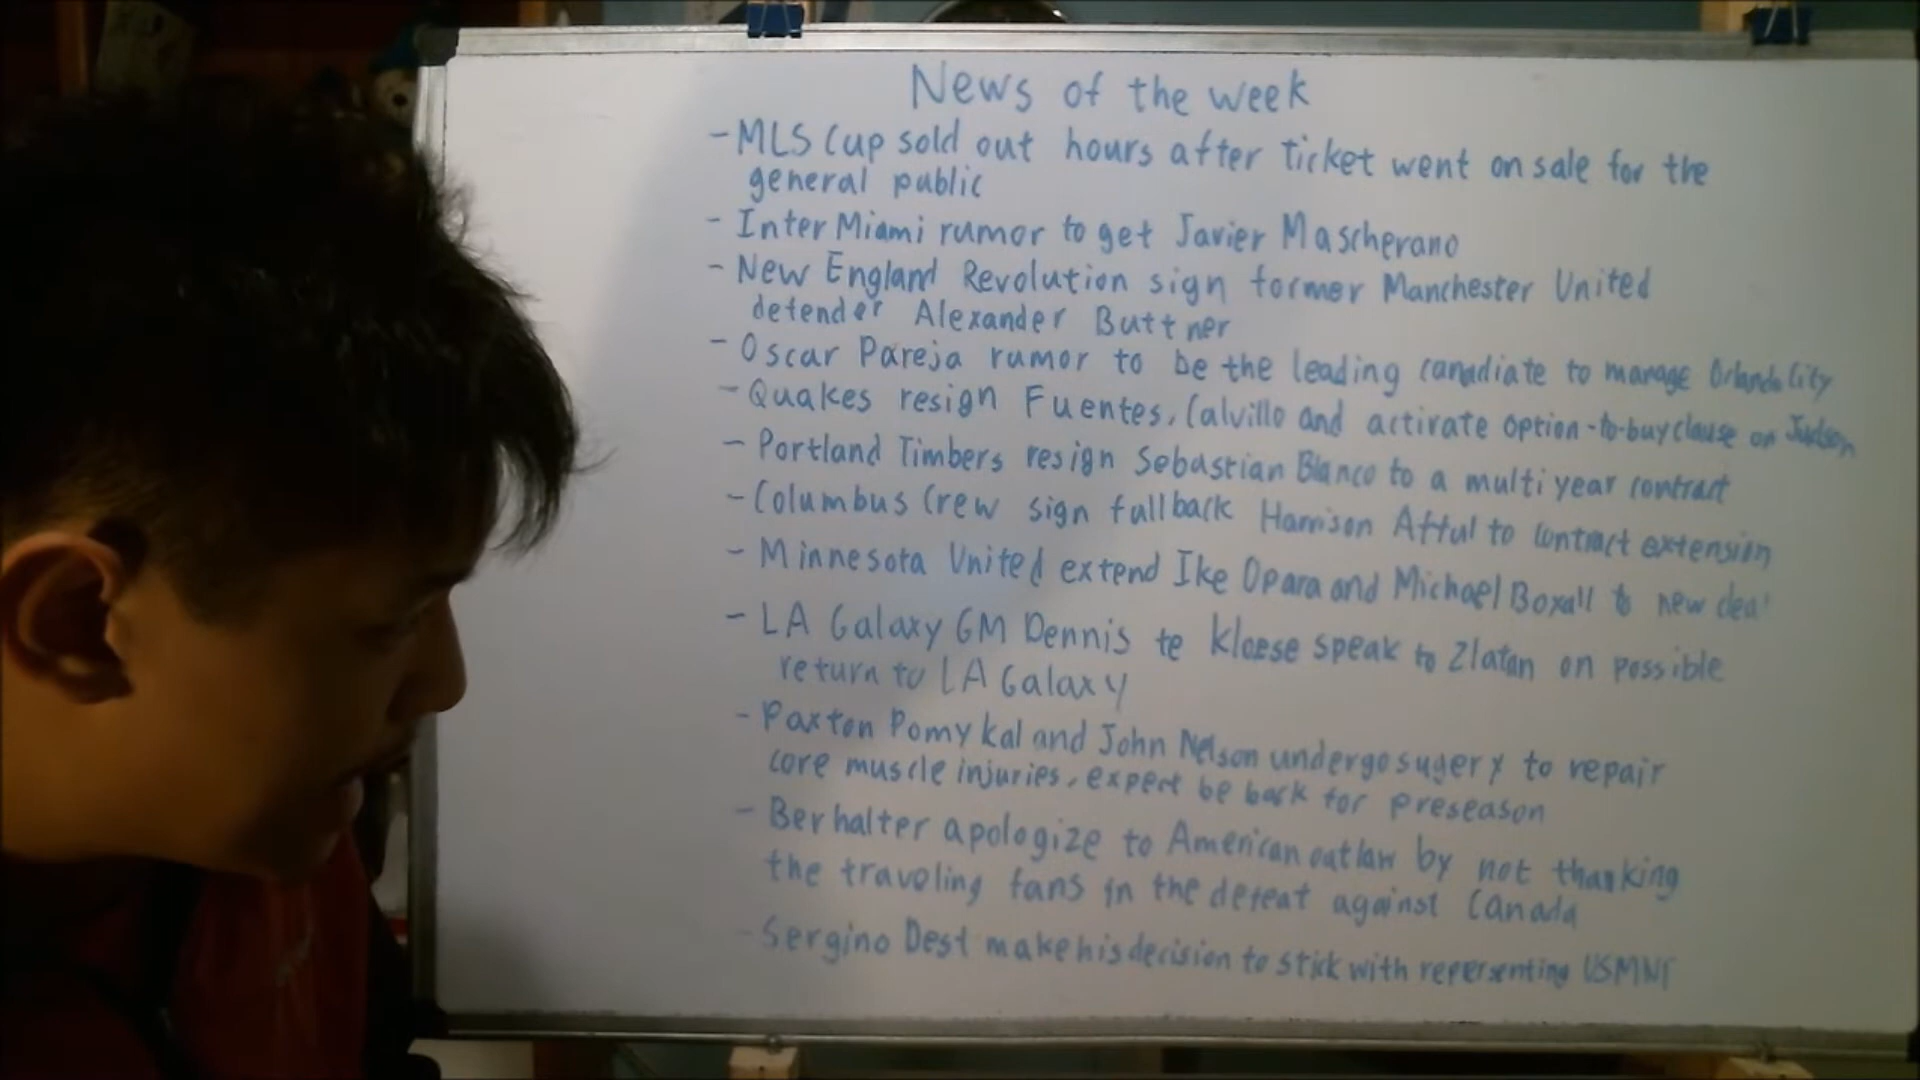 News of the week
- MLS Cup sold out hours after ticket went on sale for the
general public
- Inter Miami rumor to get Javier Mascherano
- New England Revolution sign former Manchester United
defender Alexander Buttner
- Oscar Pareja rumor to be the leading canadiate to manage Orlando City
- Quakes resign Fuentes, Calvillo and activate option-to-buy clause on Judson
- Portland Timbers resign Sebastian Blanco to a multi year contract
- Columbus Crew sign fullback Harrison Afful to contract extension
- Minnesota United extend Ike Opara and Michael Boxall to new deal
- LA Galaxy GM Dennis te Kloese speak to Zlatan on possible
return to LA Galaxy
- Paxton Pomykal and John Nelson undergo sugery to repair
core muscle injuries, expect be back for preseason
- Berhalter apologize to American outlaw by not thanking
the traveling fans in the defeat against Canada
- Sergino Dest make his decision to stick with repersenting USMNT